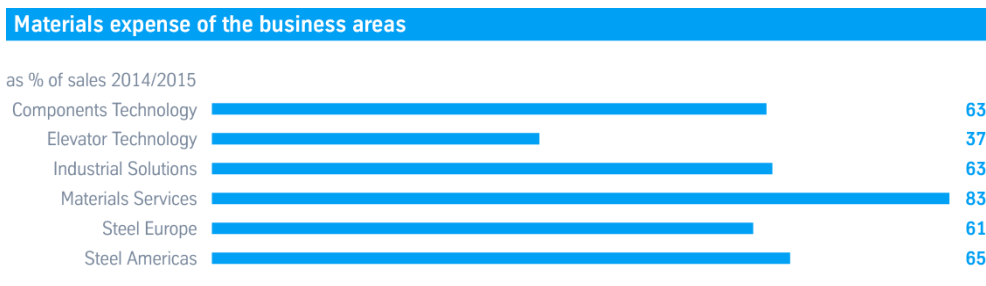 Materials expense of the business areas
as % of sales 2014/2015
Components Technology 63
Elevator Technology 37
Industrial Solutions 63
Materials Services 83
Steel Europe 61
Steel Americas 65